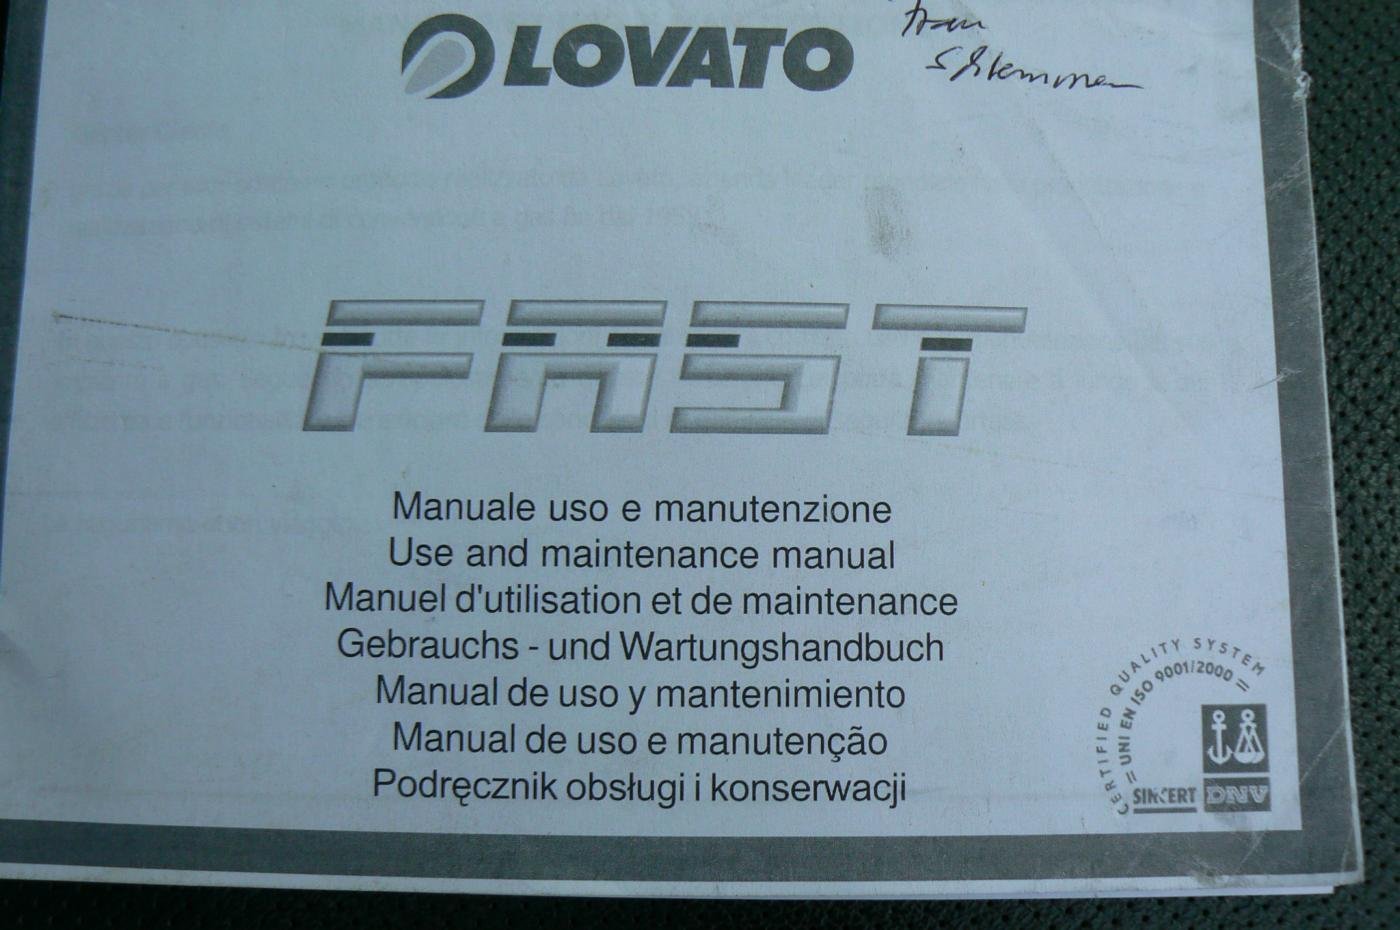 LOVATO
FAST
Manuale uso e manutenzione
Use and maintenance manual
Manuel d'utilisation et de maintenance
Gebrauchs - und Wartungshandbuch
Manual de uso y mantenimiento
Manual de uso e manutenção
Podręcznik obsługi i konserwacji
CERTIFIED QUALITY SYSTEM
= UNI EN ISO 9001/2000 =
SINCERT
DNV